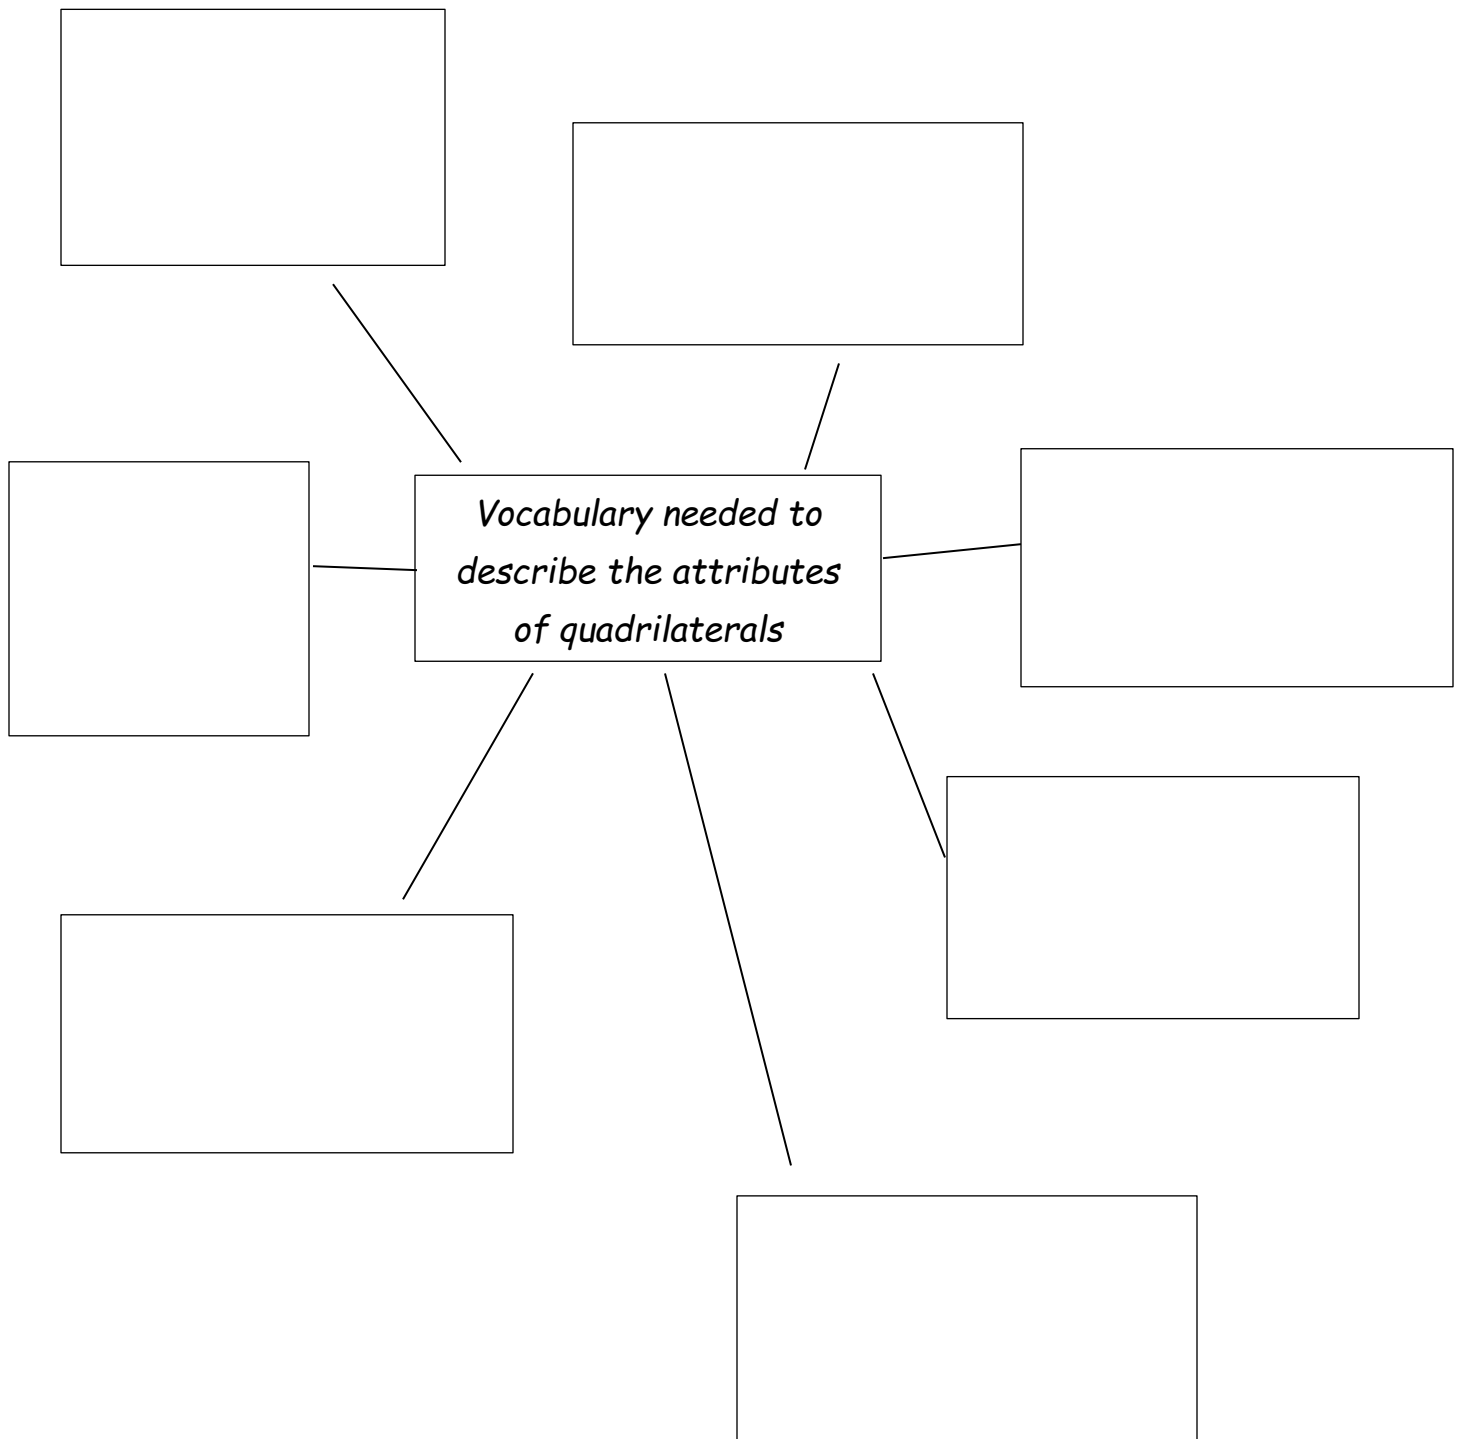 Vocabulary needed to
describe the attributes
of quadrilaterals